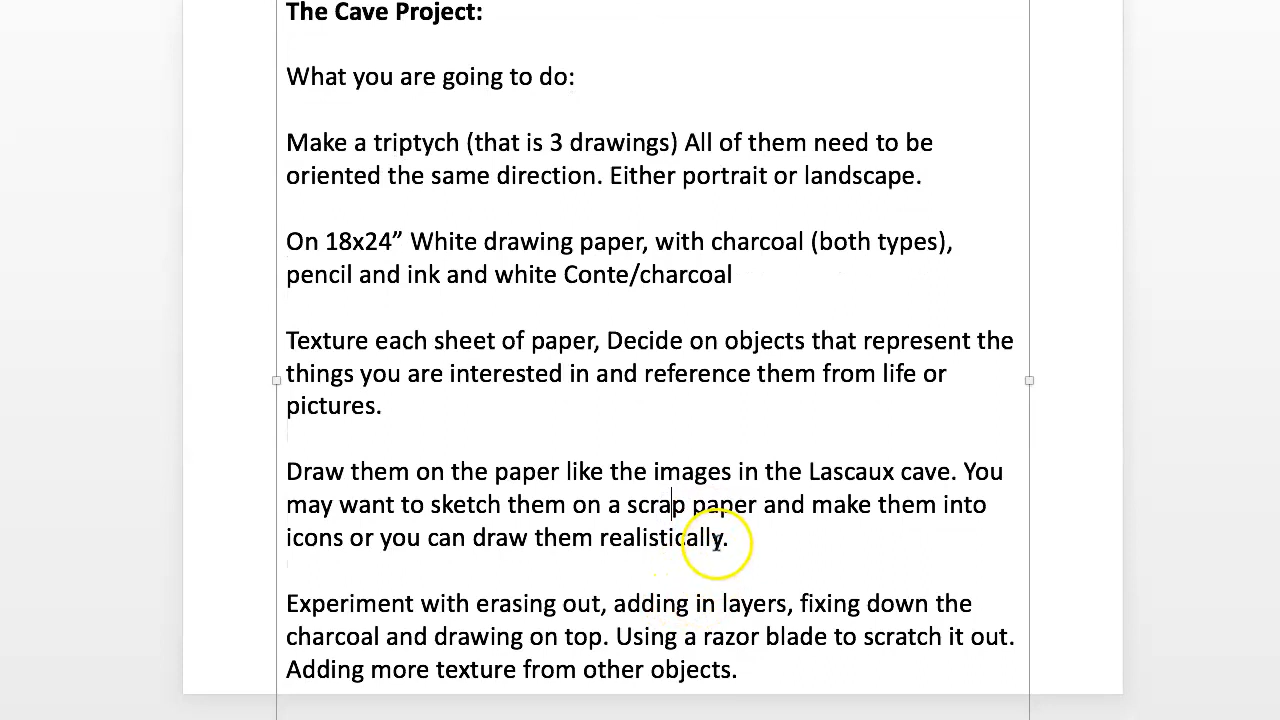 The Cave Project:
What you are going to do:
Make a triptych (that is 3 drawings) All of them need to be
oriented the same direction. Either portrait or landscape.
On 18x24” White drawing paper, with charcoal (both types),
pencil and ink and white Conte/charcoal
Texture each sheet of paper, Decide on objects that represent the
things you are interested in and reference them from life or
pictures.
Draw them on the paper like the images in the Lascaux cave. You
may want to sketch them on a scrap paper and make them into
icons or you can draw them realistically.
Experiment with erasing out, adding in layers, fixing down the
charcoal and drawing on top. Using a razor blade to scratch it out.
Adding more texture from other objects.